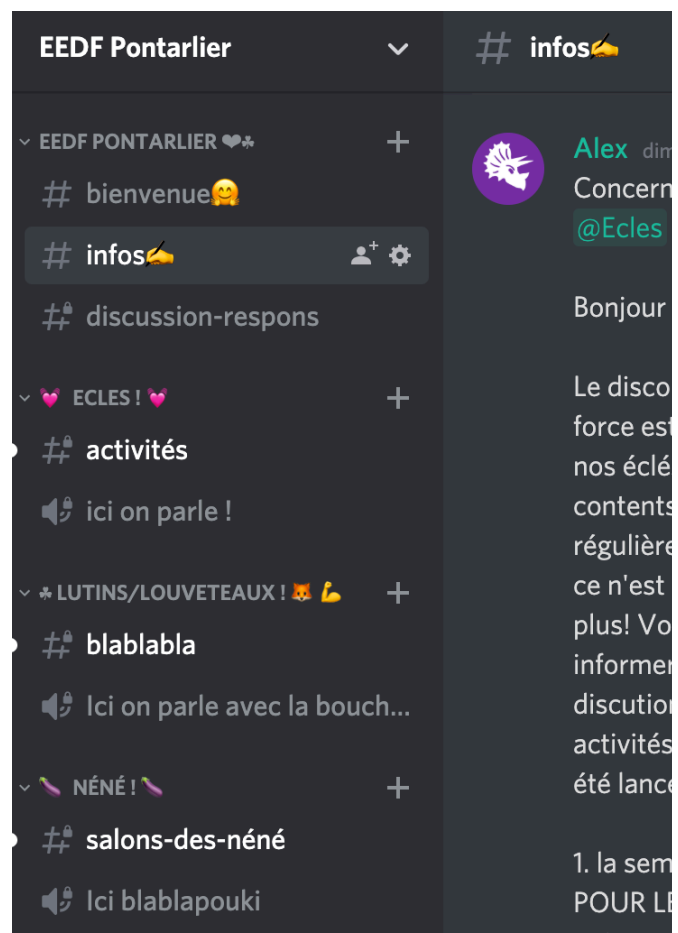 EEDF Pontarlier
EEDF PONTARLIER ❤☘
bienvenue🤗
infos✍
discussion-respons
💓 ECLES ! 💓
activités
ici on parle !
☘ LUTINS/LOUVETEAUX ! 🦊 💪
blablabla
Ici on parle avec la bouch...
🍆 NÉNÉ ! 🍆
salons-des-néné
Ici blablapouki
infos✍
Alex dim
Concern
@Ecles
Bonjour
Le disco
force est
nos éclé
contents
régulière
ce n'est
plus! Vo
informer
discution
activités
été lancé
1. la sem
POUR LE